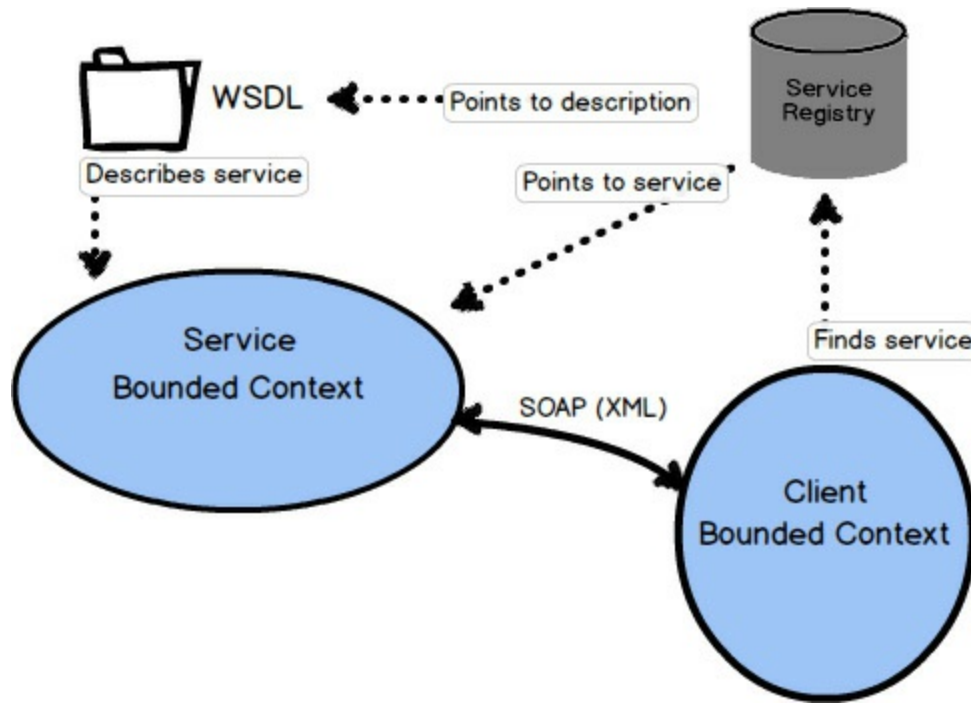 WSDL
Points to description
Service
Registry
Describes service
Points to service
Finds service
Service
Bounded Context
SOAP (XML)
Client
Bounded Context